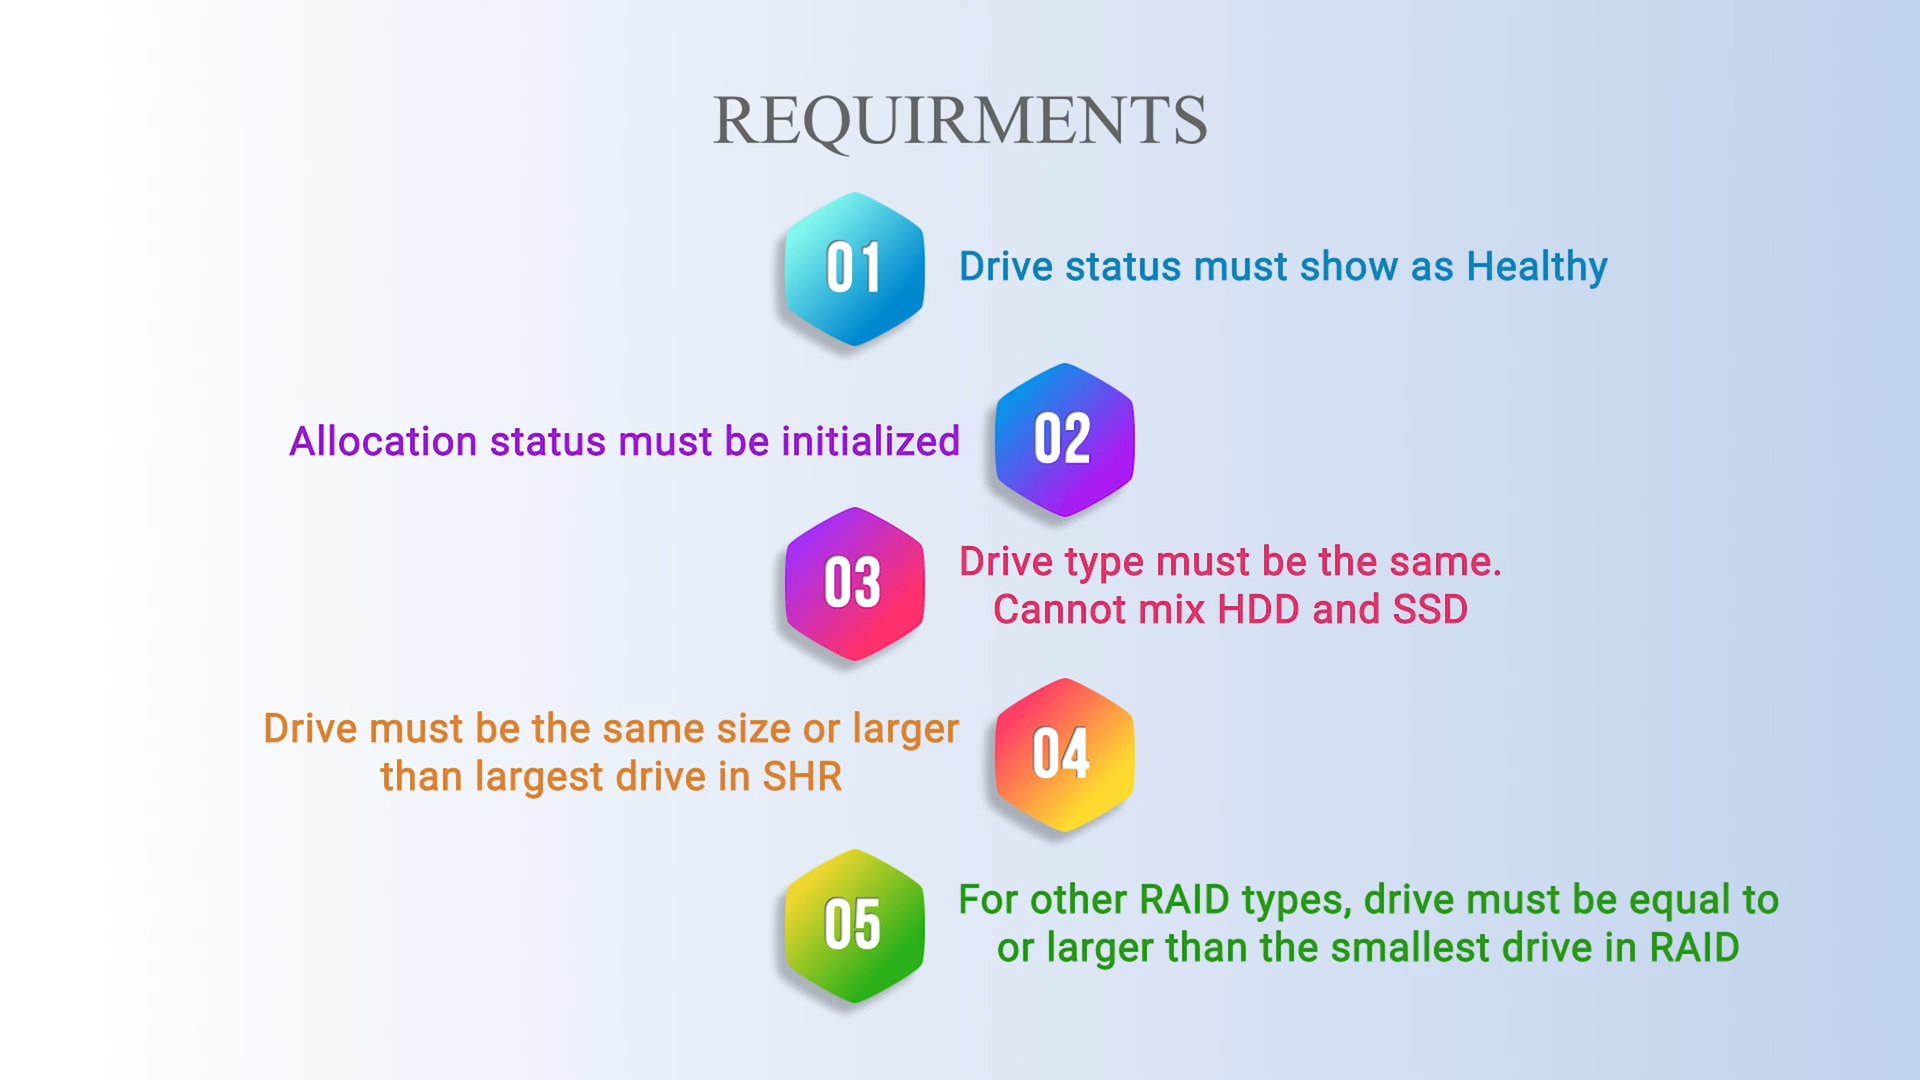 REQUIRMENTS
01
Drive status must show as Healthy
Allocation status must be initialized
02
03
Drive type must be the same.
Cannot mix HDD and SSD
Drive must be the same size or larger
than largest drive in SHR
04
05
For other RAID types, drive must be equal to
or larger than the smallest drive in RAID